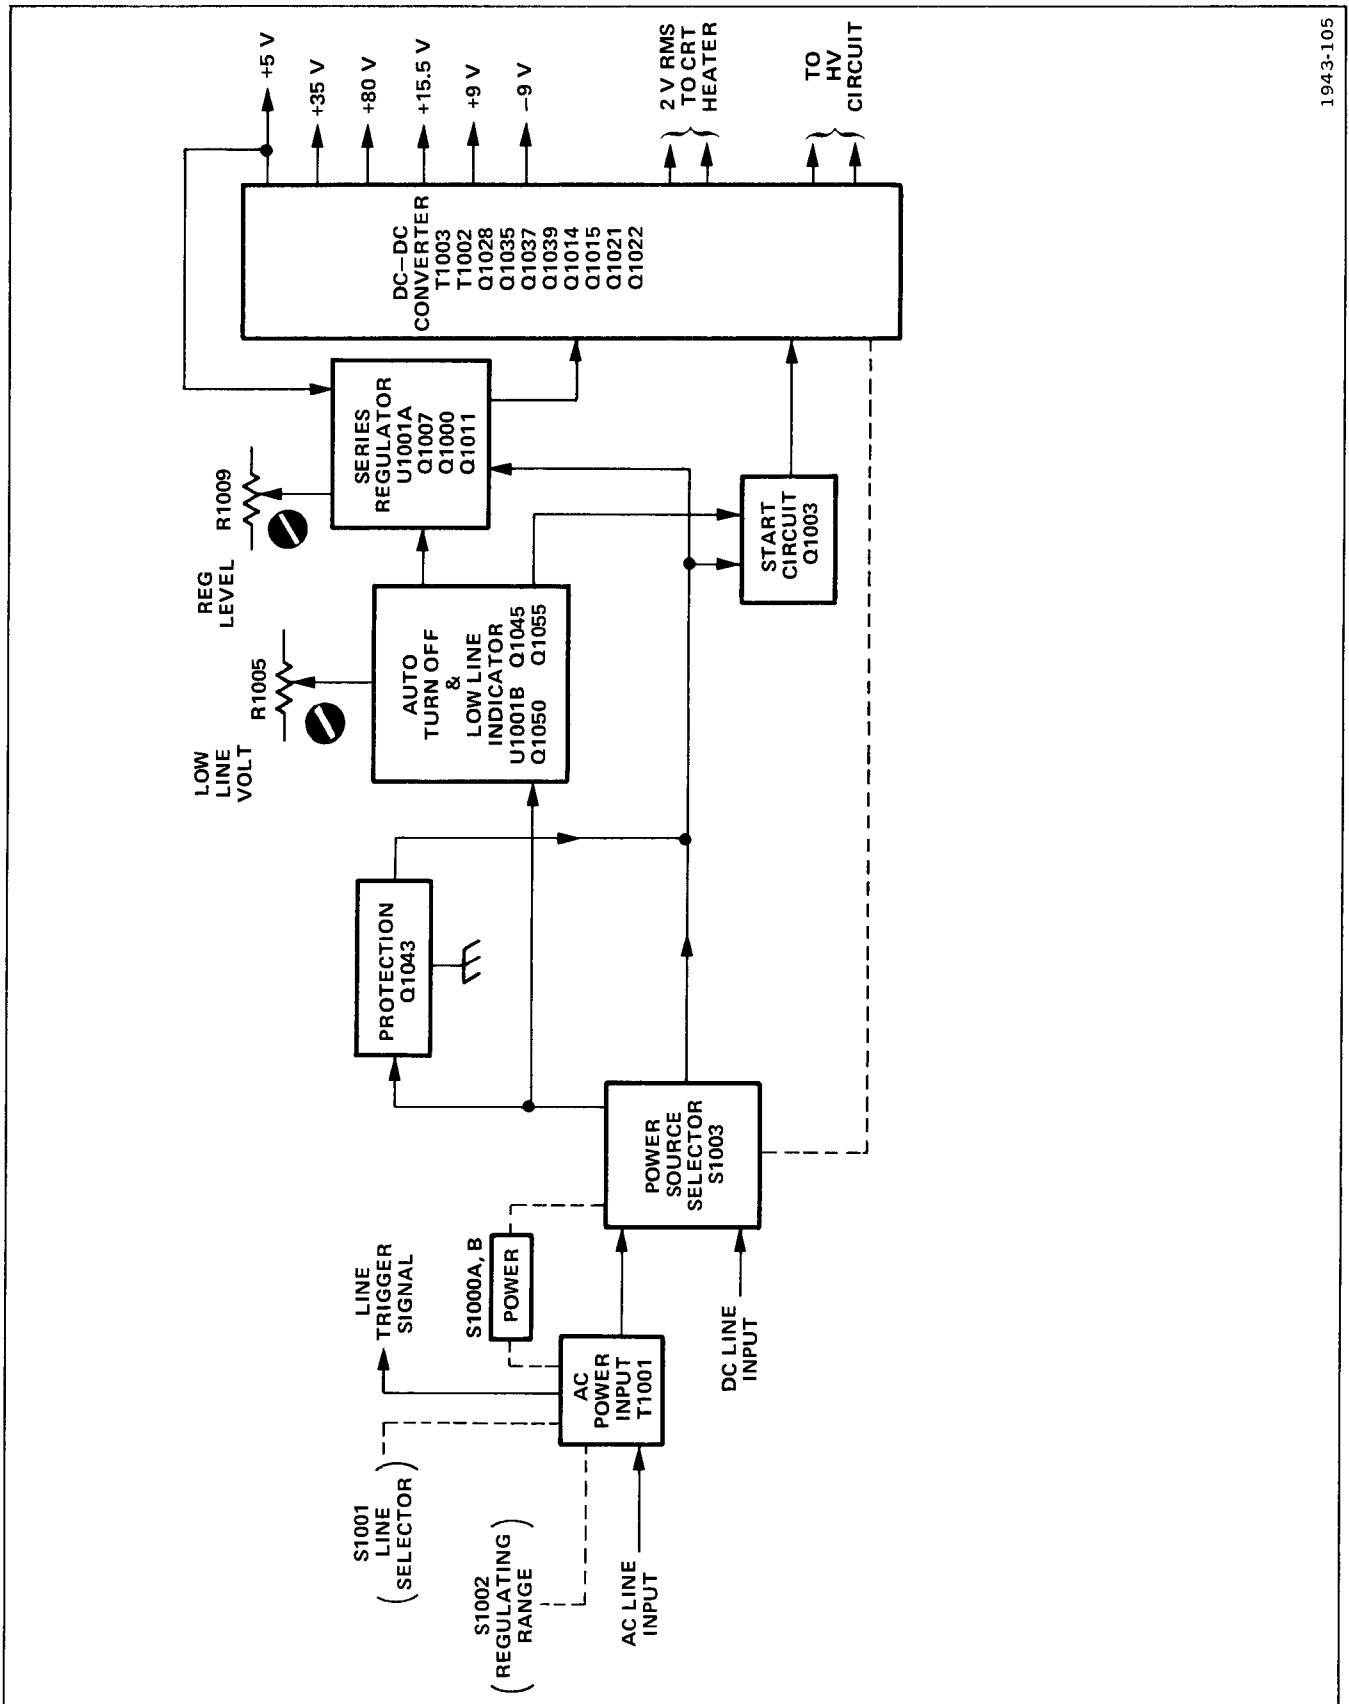 S1001
LINE
(SELECTOR)
S1002
(REGULATING
RANGE)
AC LINE
INPUT
LINE
TRIGGER
SIGNAL
AC
POWER
INPUT
T1001
S1000A, B
POWER
DC LINE
INPUT
POWER
SOURCE
SELECTOR
S1003
PROTECTION
Q1043
LOW
LINE
VOLT
R1005
AUTO
TURN OFF
&
LOW LINE
INDICATOR
U1001B Q1045
Q1050 Q1055
REG
LEVEL
R1009
SERIES
REGULATOR
U1001A
Q1007
Q1000
Q1011
START
CIRCUIT
Q1003
DC–DC
CONVERTER
T1003
T1002
Q1028
Q1035
Q1037
Q1039
Q1014
Q1015
Q1021
Q1022
+5 V
+35 V
+80 V
+15.5 V
+9 V
–9 V
2 V RMS
TO CRT
HEATER
TO
HV
CIRCUIT
1943-105